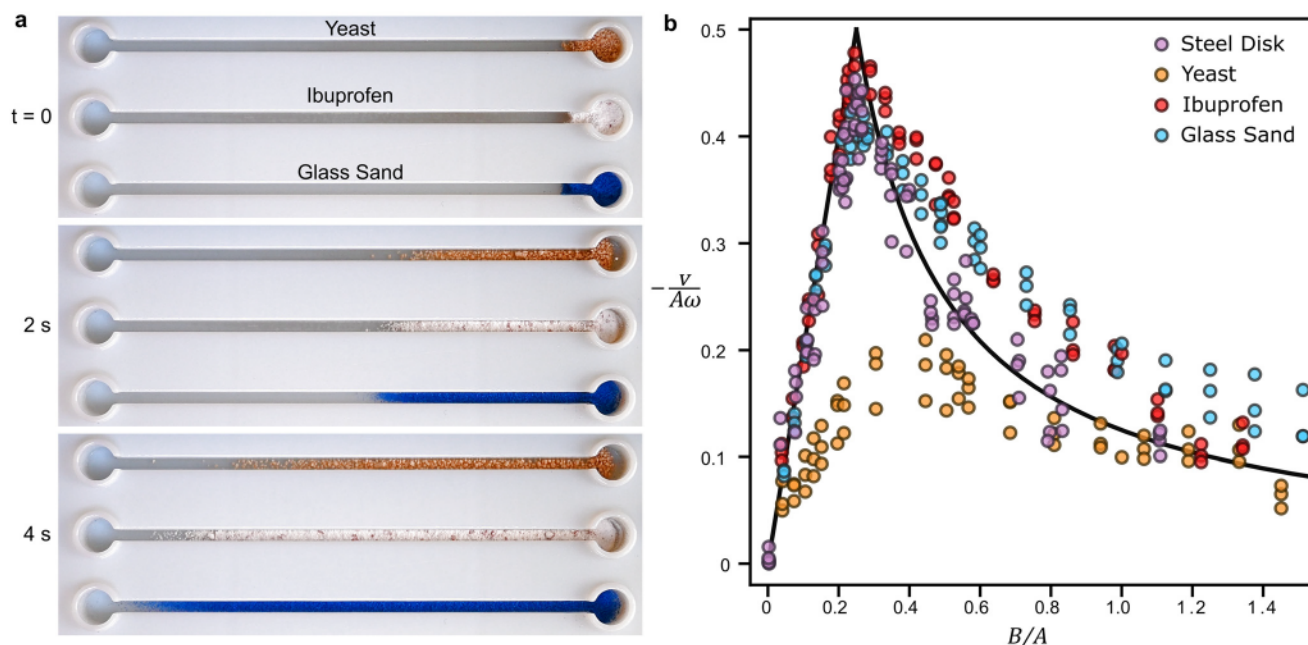 a
Yeast
Ibuprofen
t = 0
Glass Sand
2 s
4 s
b
0.5
0.4
0.3
0.2
0.1
0
Steel Disk
Yeast
Ibuprofen
Glass Sand
− v
Aω
0 0.2 0.4 0.6 0.8 1.0 1.2 1.4
B/A